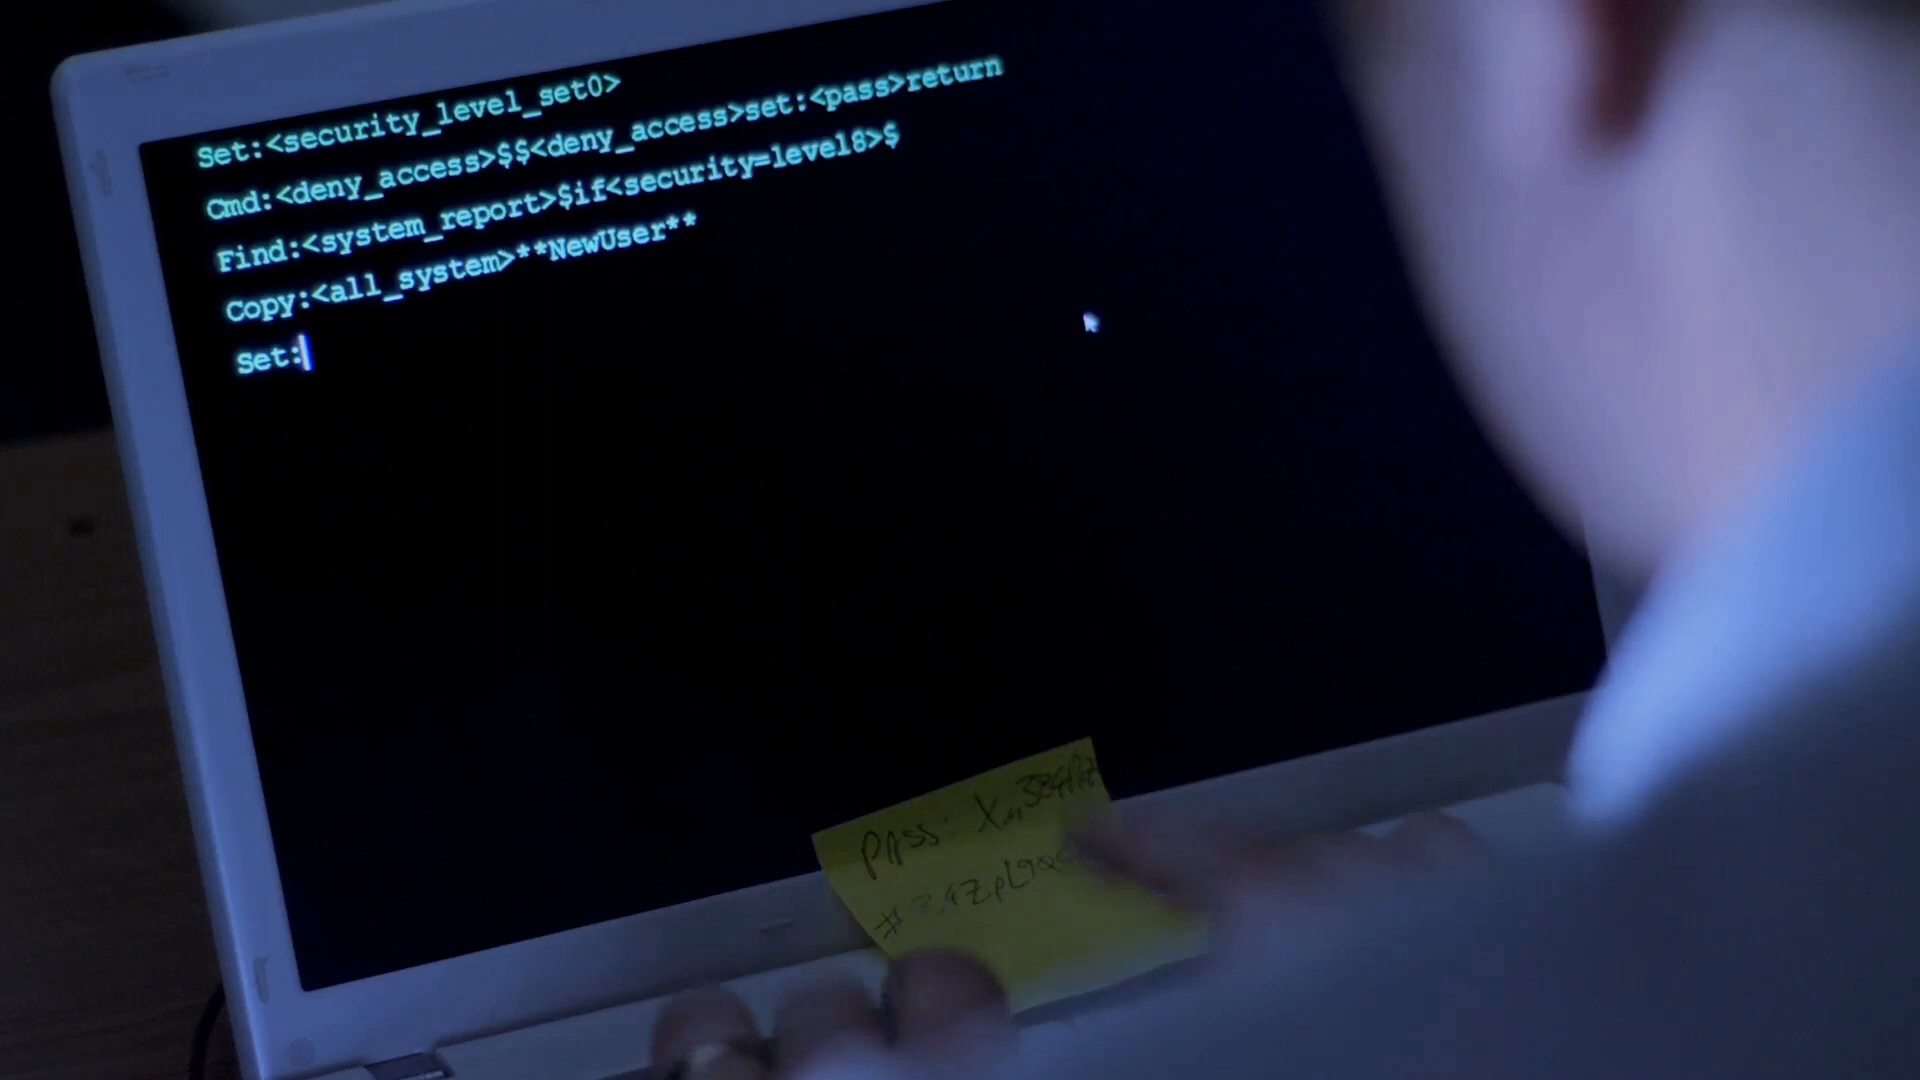 Set:<security_level_set0>
Cmd:<deny_access>$$<deny_access>set:<pass>return
Find:<system_report>$if<security=level8>$
Copy:<all_system>**NewUser**
Set:
pass: